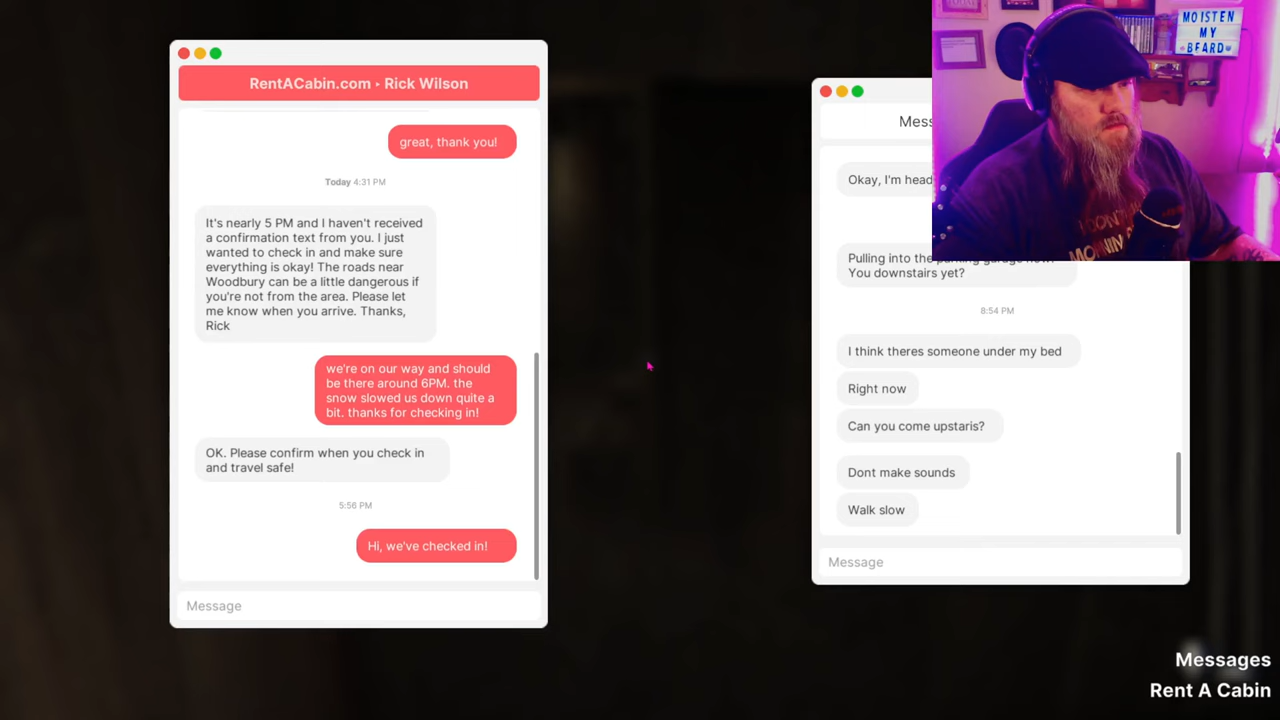 RentACabin.com ▸ Rick Wilson
great, thank you!
Today 4:31 PM
It's nearly 5 PM and I haven't received
a confirmation text from you. I just
wanted to check in and make sure
everything is okay! The roads near
Woodbury can be a little dangerous if
you're not from the area. Please let
me know when you arrive. Thanks,
Rick
we're on our way and should
be there around 6PM. the
snow slowed us down quite a
bit. thanks for checking in!
OK. Please confirm when you check in
and travel safe!
5:56 PM
Hi, we've checked in!
Message
Okay, I'm
Pulling into the parking garage now!
You downstairs yet?
8:54 PM
I think theres someone under my bed
Right now
Can you come upstaris?
Dont make sounds
Walk slow
Message
MOISTEN
MY
BEARD
Messages
Rent A Cabin